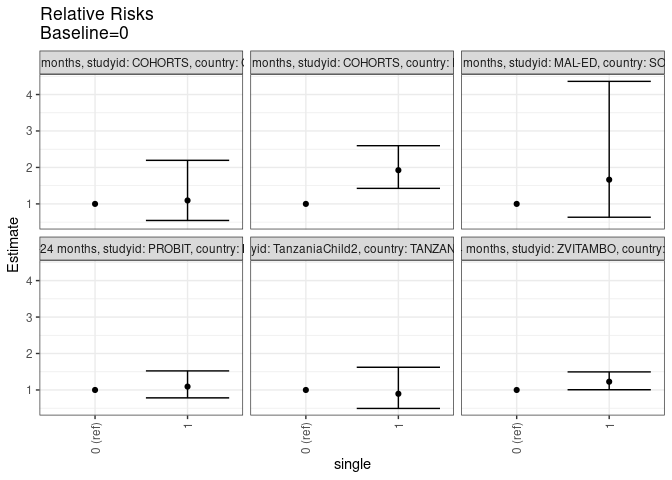 Relative Risks
Baseline=0
months, studyid: COHORTS, country:
months, studyid: COHORTS, country:
months, studyid: MAL-ED, country: SO
24 months, studyid: PROBIT, country:
yid: TanzaniaChild2, country: TANZAN
months, studyid: ZVITAMBO, country:
Estimate
4
3
2
1
4
3
2
1
0 (ref)
1
0 (ref)
1
0 (ref)
1
single